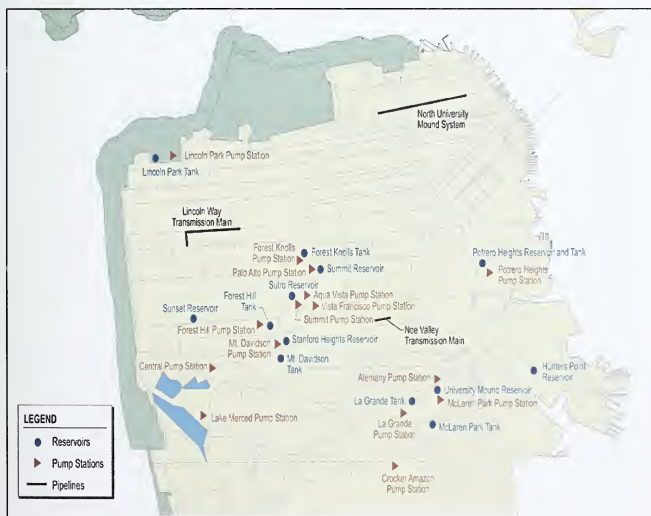 North University
Mound System
Lincoln Park Pump Station
Lincoln Park Tank
Lincoln Way
Transmission Main
Forest Knolls
Pump Station
Forest Knolls Tank
Palo Alto Pump Station
Summit Reservoir
Potrero Heights Reservoir and Tank
Potrero Heights
Pump Station
Sutro Reservoir
Aqua Vista Pump Station
Forest Hill
Tank
Vista Francisco Pump Station
Sunset Reservoir
Summit Pump Station
Forest Hill Pump Station
Noe Valley
Transmission Main
Stanford Heights Reservoir
Mt. Davidson
Pump Station
Mt. Davidson
Tank
Central Pump Station
Hunters Point
Reservoir
Alemany Pump Station
University Mound Reservoir
La Grande Tank
McLaren Park Pump Station
Lake Merced Pump Station
La Grande
Pump Station
McLaren Park Tank
Crocker Amazon
Pump Station
LEGEND
Reservoirs
Pump Stations
Pipelines